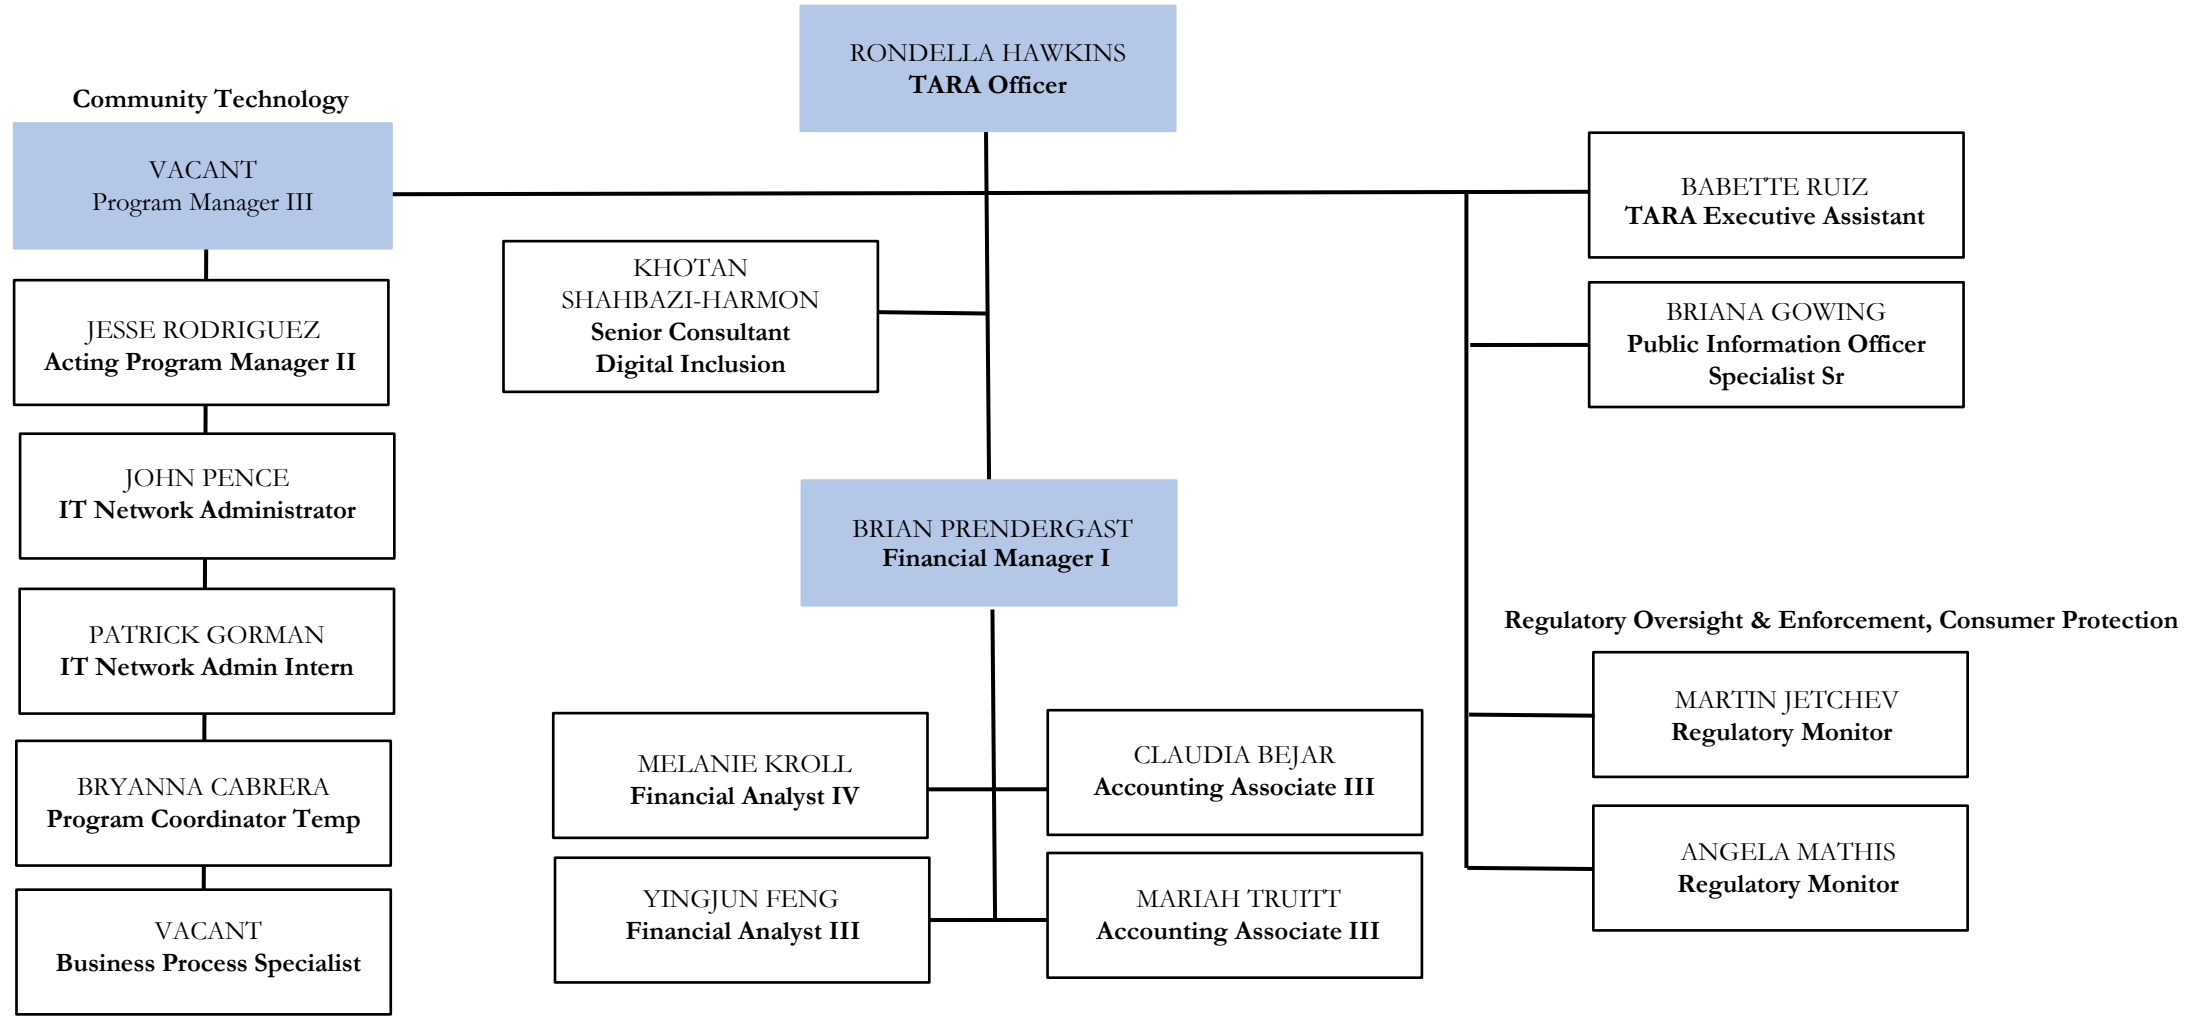 RONDELLA HAWKINS
TARA Officer
Community Technology
VACANT
Program Manager III
JESSE RODRIGUEZ
Acting Program Manager II
JOHN PENCE
IT Network Administrator
PATRICK GORMAN
IT Network Admin Intern
BRYANNA CABRERA
Program Coordinator Temp
VACANT
Business Process Specialist
KHOTAN
SHAHBAZI-HARMON
Senior Consultant
Digital Inclusion
BRIAN PRENDERGAST
Financial Manager I
MELANIE KROLL
Financial Analyst IV
CLAUDIA BEJAR
Accounting Associate III
YINGJUN FENG
Financial Analyst III
MARIAH TRUITT
Accounting Associate III
BABETTE RUIZ
TARA Executive Assistant
BRIANA GOWING
Public Information Officer
Specialist Sr
Regulatory Oversight & Enforcement, Consumer Protection
MARTIN JETCHEV
Regulatory Monitor
ANGELA MATHIS
Regulatory Monitor